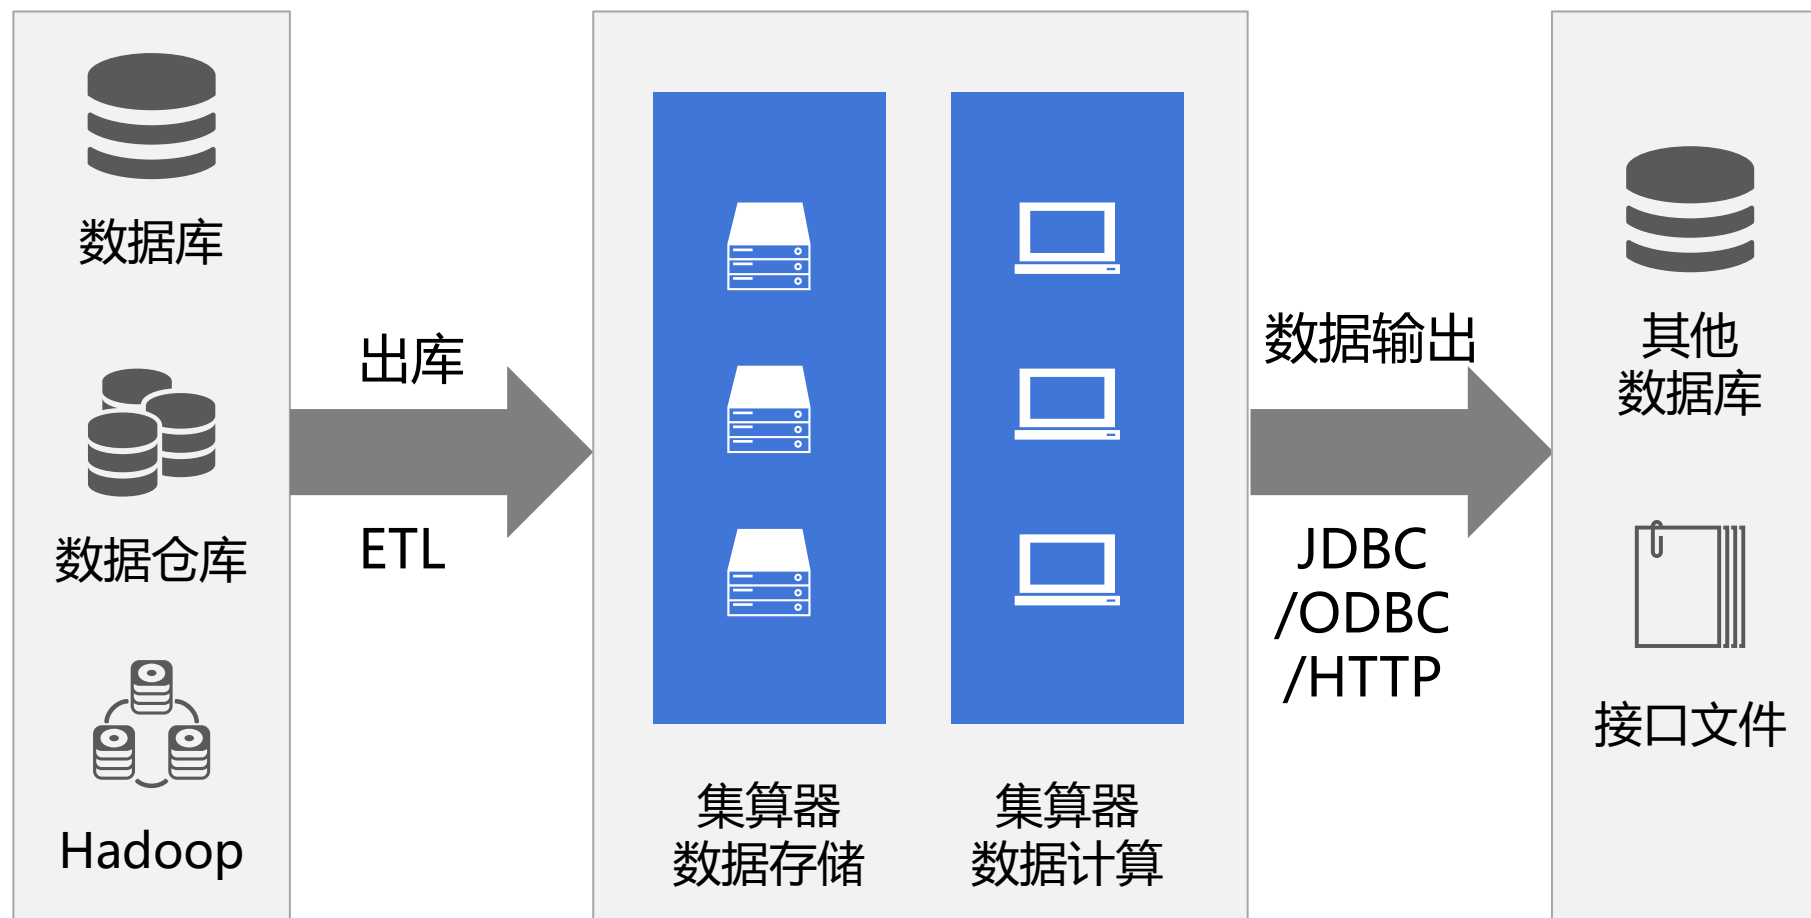 数据库
数据仓库
Hadoop
出库
ETL
集算器
数据存储
集算器
数据计算
数据输出
JDBC
/ODBC
/HTTP
其他
数据库
接口文件